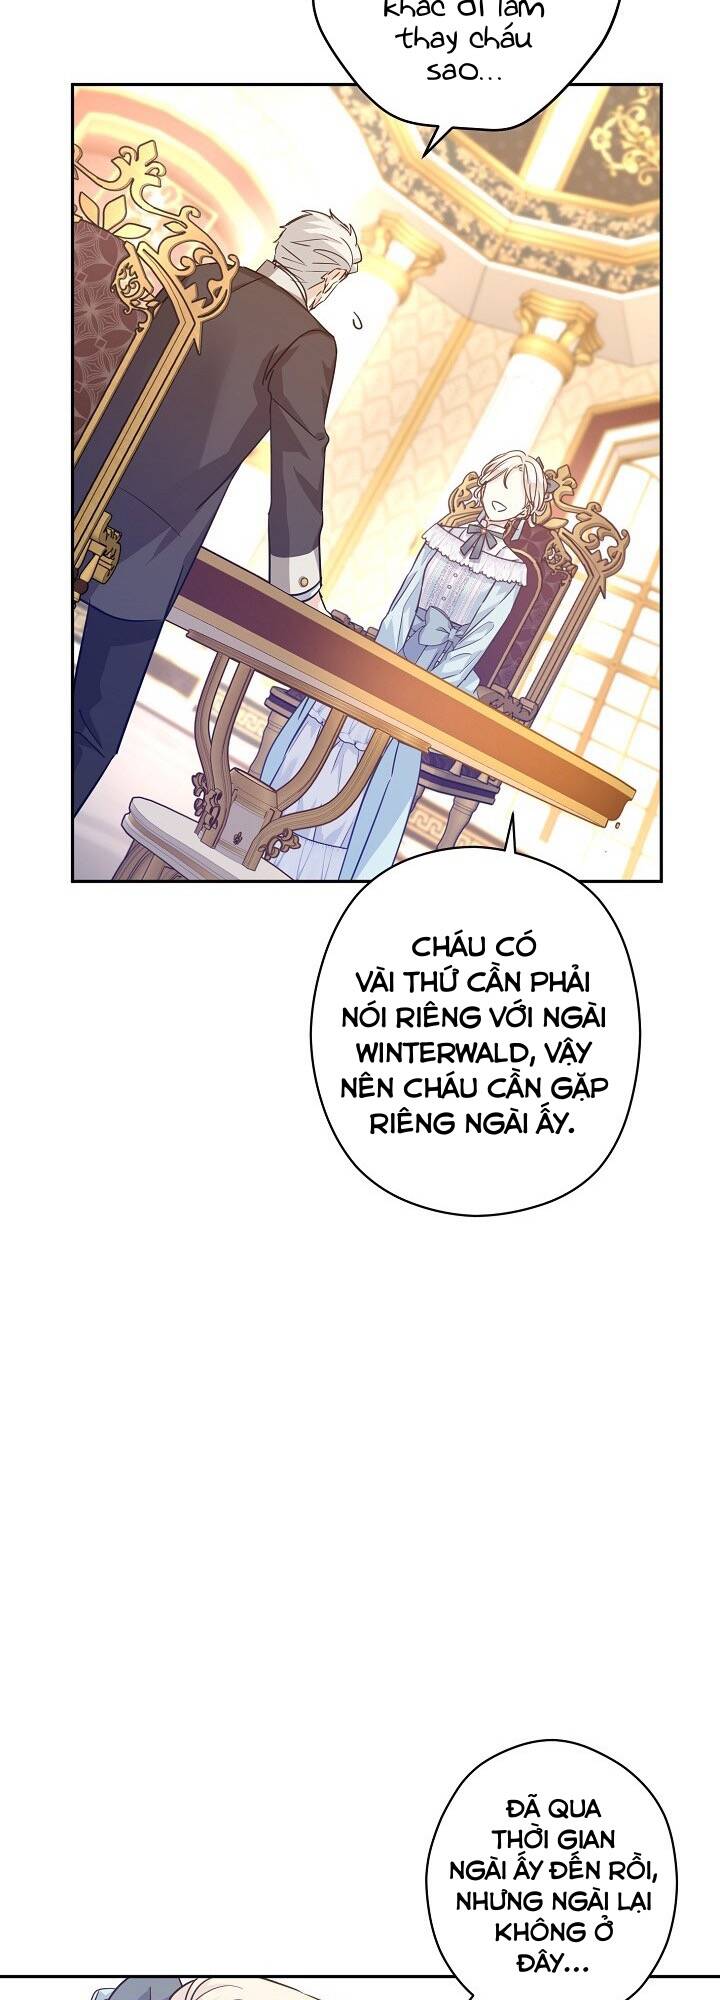 khác đi làm
thay cháu
sao...
CHÁU CÓ
VÀI THỨ CẦN PHẢI
NÓI RIÊNG VỚI NGÀI
WINTERWALD, VẬY
NÊN CHÁU CẦN GẶP
RIÊNG NGÀI ẤY.
ĐÃ QUA
THỜI GIAN
NGÀI ẤY ĐẾN RỒI,
NHƯNG NGÀI LẠI
KHÔNG Ở
ĐÂY...